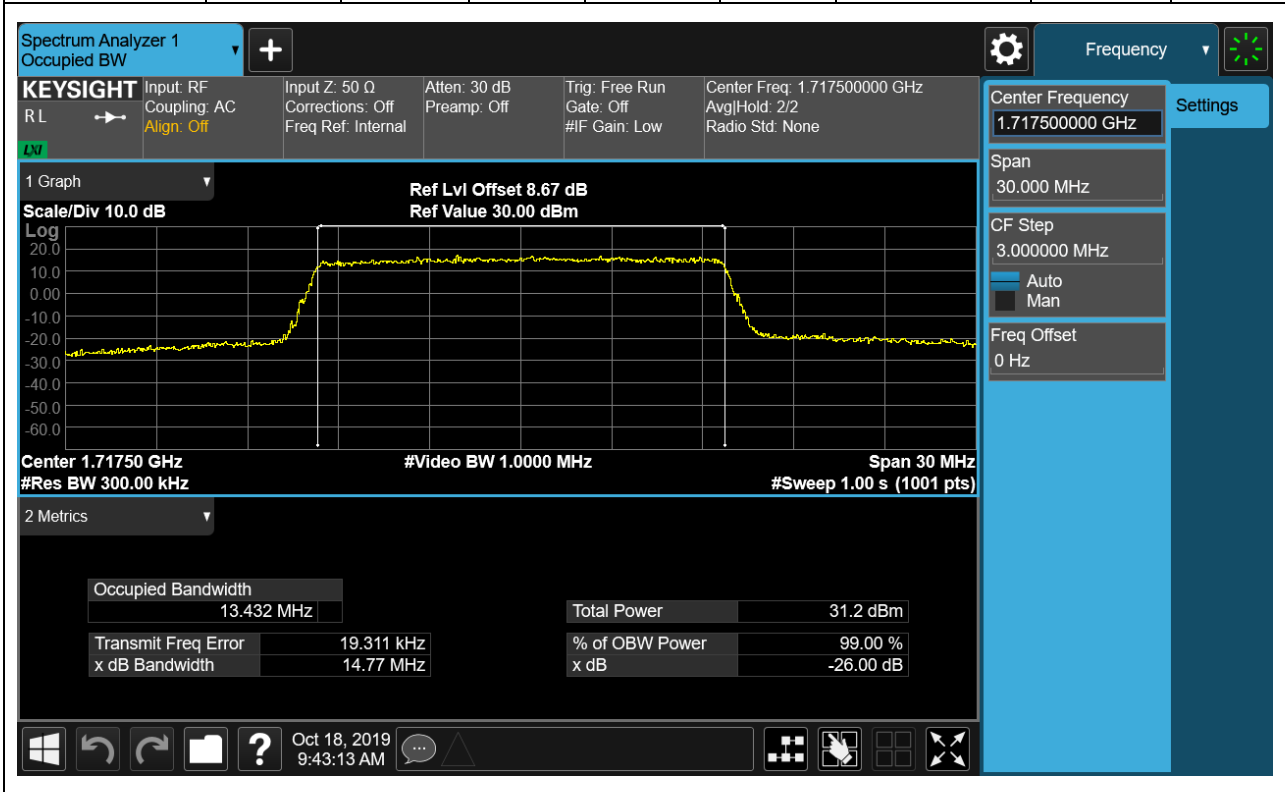 Spectrum Analyzer 1
Occupied BW
Frequency
KEYSIGHT
R L
LXI
Input: RF
Coupling: AC
Align: Off
Input Z: 50 Ω
Corrections: Off
Freq Ref: Internal
Atten: 30 dB
Preamp: Off
Trig: Free Run
Gate: Off
#IF Gain: Low
Center Freq: 1.717500000 GHz
Avg|Hold: 2/2
Radio Std: None
Center Frequency
1.717500000 GHz
Settings
Span
30.000 MHz
CF Step
3.000000 MHz
Auto
Man
Freq Offset
0 Hz
1 Graph
Scale/Div 10.0 dB
Ref Lvl Offset 8.67 dB
Ref Value 30.00 dBm
Log
20.0
10.0
0.00
-10.0
-20.0
-30.0
-40.0
-50.0
-60.0
Center 1.71750 GHz
#Video BW 1.0000 MHz
Span 30 MHz
#Res BW 300.00 kHz
#Sweep 1.00 s (1001 pts)
2 Metrics
Occupied Bandwidth
13.432 MHz
Total Power 31.2 dBm
Transmit Freq Error 19.311 kHz
% of OBW Power 99.00 %
x dB Bandwidth 14.77 MHz
x dB -26.00 dB
?
Oct 18, 2019
9:43:13 AM